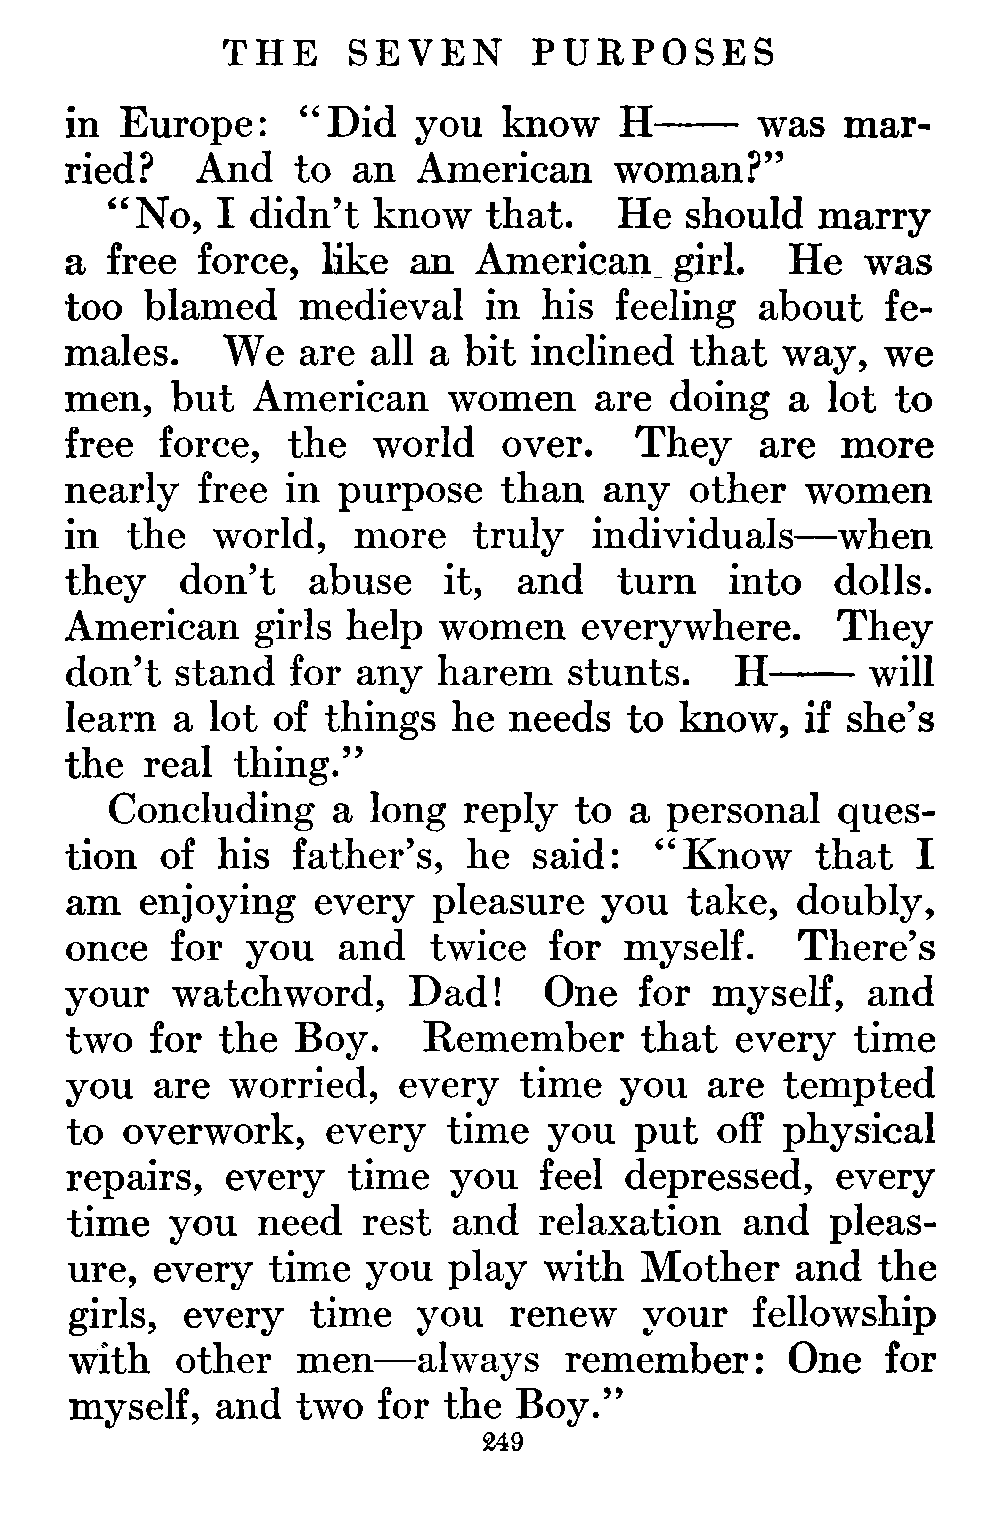 THE SEVEN PURPOSES
in Europe: “Did you know H—— was mar-
ried? And to an American woman?”
“No, I didn’t know that. He should marry
a free force, like an American girl. He was
too blamed medieval in his feeling about fe-
males. We are all a bit inclined that way, we
men, but American women are doing a lot to
free force, the world over. They are more
nearly free in purpose than any other women
in the world, more truly individuals—when
they don’t abuse it, and turn into dolls.
American girls help women everywhere. They
don’t stand for any harem stunts. H—— will
learn a lot of things he needs to know, if she’s
the real thing.”
Concluding a long reply to a personal ques-
tion of his father’s, he said: “Know that I
am enjoying every pleasure you take, doubly,
once for you and twice for myself. There’s
your watchword, Dad! One for myself, and
two for the Boy. Remember that every time
you are worried, every time you are tempted
to overwork, every time you put off physical
repairs, every time you feel depressed, every
time you need rest and relaxation and pleas-
ure, every time you play with Mother and the
girls, every time you renew your fellowship
with other men—always remember: One for
myself, and two for the Boy.”
249